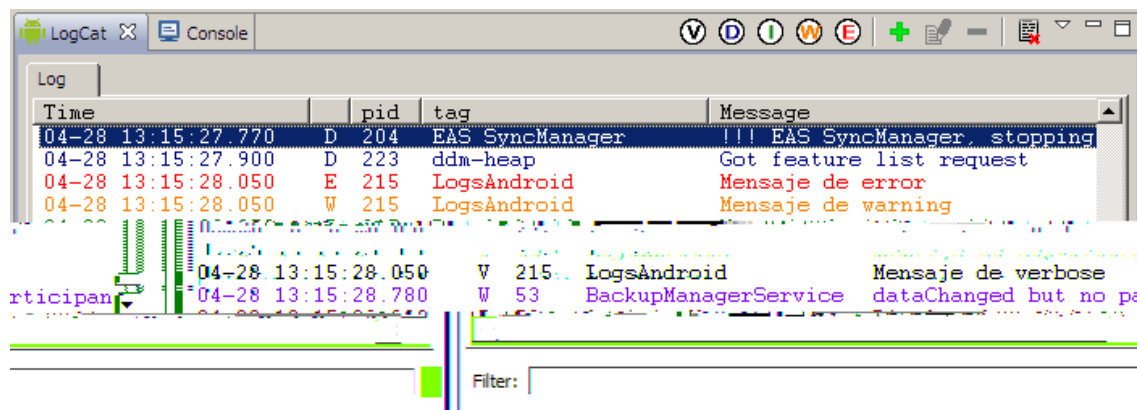 LogCat Console V D I W E
Log
Time pid tag Message
04-28 13:15:27.770 D 204 EAS SyncManager !!! EAS SyncManager, stopping
04-28 13:15:27.900 D 223 ddm-heap Got feature list request
04-28 13:15:28.050 E 215 LogsAndroid Mensaje de error
04-28 13:15:28.050 W 215 LogsAndroid Mensaje de warning
04-28 13:15:28.050 V 215 LogsAndroid Mensaje de verbose
rticipan 04-28 13:15:28.780 W 53 BackupManagerService dataChanged but no pa
Filter: